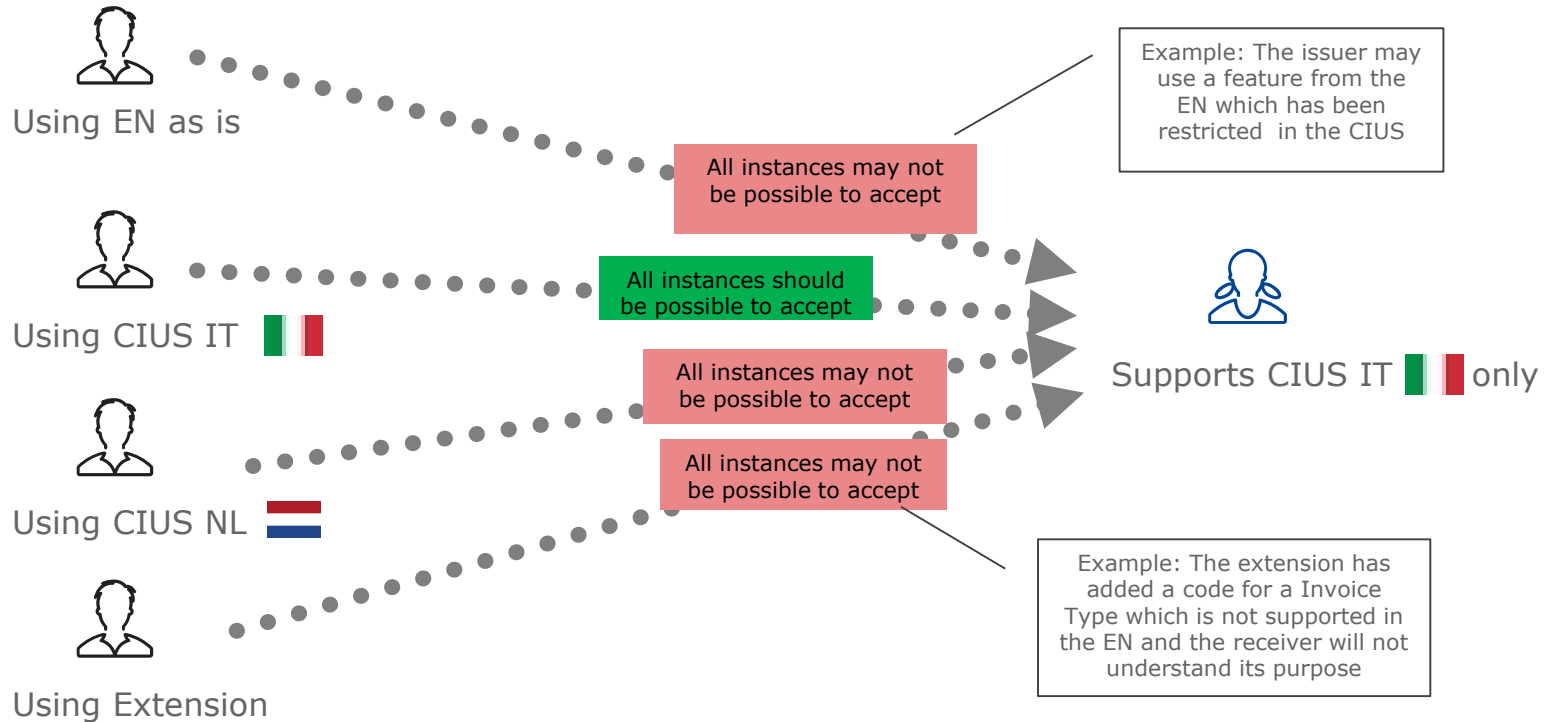 Example: The issuer may
use a feature from the
EN which has been
restricted in the CIUS
Using EN as is
All instances may not
be possible to accept
All instances should
be possible to accept
Using CIUS IT
All instances may not
be possible to accept
Supports CIUS IT only
All instances may not
be possible to accept
Using CIUS NL
Example: The extension has
added a code for a Invoice
Type which is not supported in
the EN and the receiver will not
understand its purpose
Using Extension